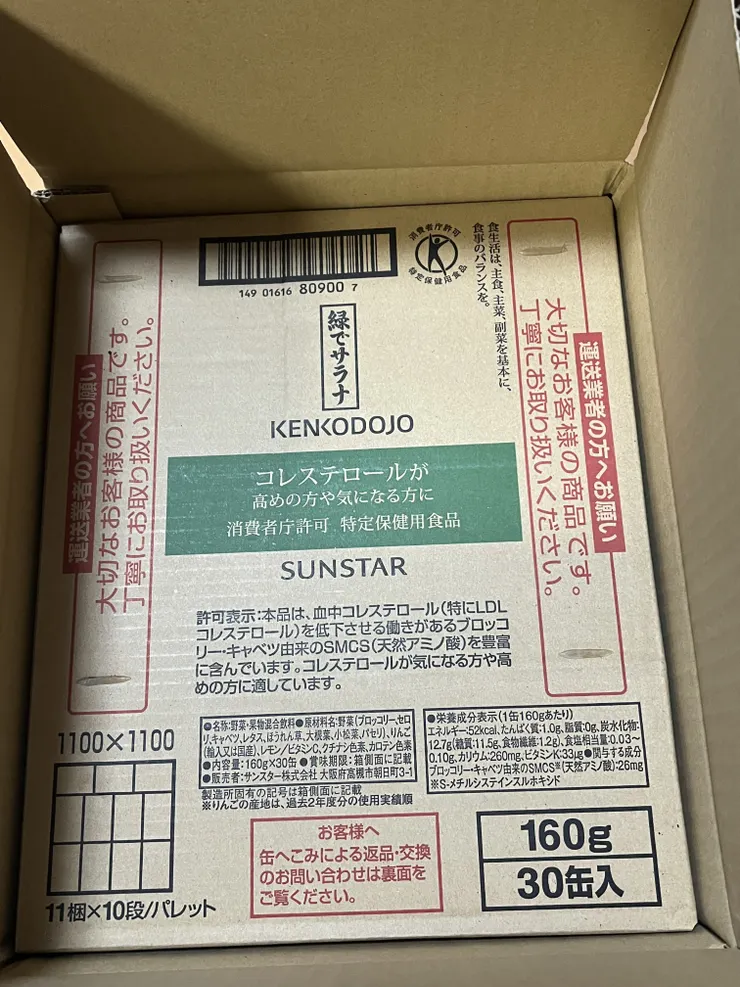 149 01616 80900 7
消費者庁許可
特定保健用食品
食生活は、主食、主菜、副菜を基本に、
食事のバランスを。
緑でサラナ
KENKODOJO
コレステロールが
高めの方や気になる方に
消費者庁許可 特定保健用食品
SUNSTAR
運送業者の方へお願い
大切なお客様の商品です。
丁寧にお取り扱いください。
運送業者の方へお願い
大切なお客様の商品です。
丁寧にお取り扱いください。
許可表示:本品は、血中コレステロール(特にLDL
コレステロール)を低下させる働きがあるブロッコ
リー・キャベツ由来のSMCS(天然アミノ酸)を豊富
に含んでいます。コレステロールが気になる方や高
めの方に適しています。
●名称:野菜・果物混合飲料●原材料名:野菜(ブロッコリー、セロ
リ、キャベツ、レタス、ほうれん草、大根葉、小松菜、パセリ)、りんご
(輸入又は国産)、レモン/ビタミンC、クチナシ色素、カロテン色素
●内容量:160g×30缶●賞味期限:箱側面に記載
●販売者:サンスター株式会社 大阪府高槻市朝日町3-1
製造所固有の記号は箱側面に記載
※りんごの産地は、過去2年度分の使用実績順
●栄養成分表示(1缶160gあたり)
エネルギー:52kcal、たんぱく質:1.0g、脂質:0g、炭水化物:
12.7g(糖質:11.5g、食物繊維:1.2g)、食塩相当量:0.03~
0.10g、カリウム:260mg、ビタミンK:33μg●関与する成分
ブロッコリー・キャベツ由来のSMCS※(天然アミノ酸):26mg
※S-メチルシステインスルホキシド
1100×1100
11梱×10段/パレット
お客様へ
缶へこみによる返品・交換
のお問い合わせは裏面を
ご覧ください。
160g
30缶入